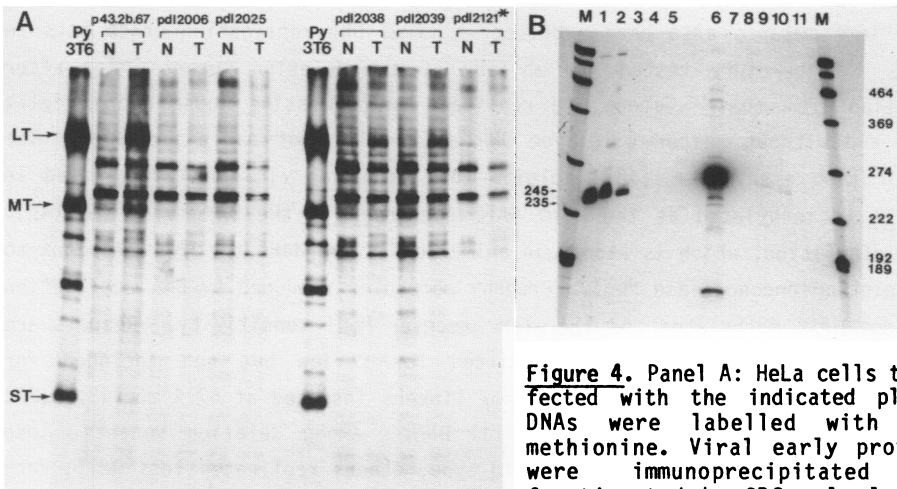 A
p43.2b.67 pdl2006 pdl2025 pdl2038 pdl2039 pdl2121*
Py
3T6 N T N T N T
Py
3T6 N T N T N T
LT→
MT→
ST→
B
M 1 2 3 4 5 6 7 8 9 10 11 M
245→
235→
464
369
274
222
192
189
Figure 4. Panel A: HeLa cells t
fected with the indicated pl
DNAs were labelled with
methionine. Viral early prot
were immunoprecipitated